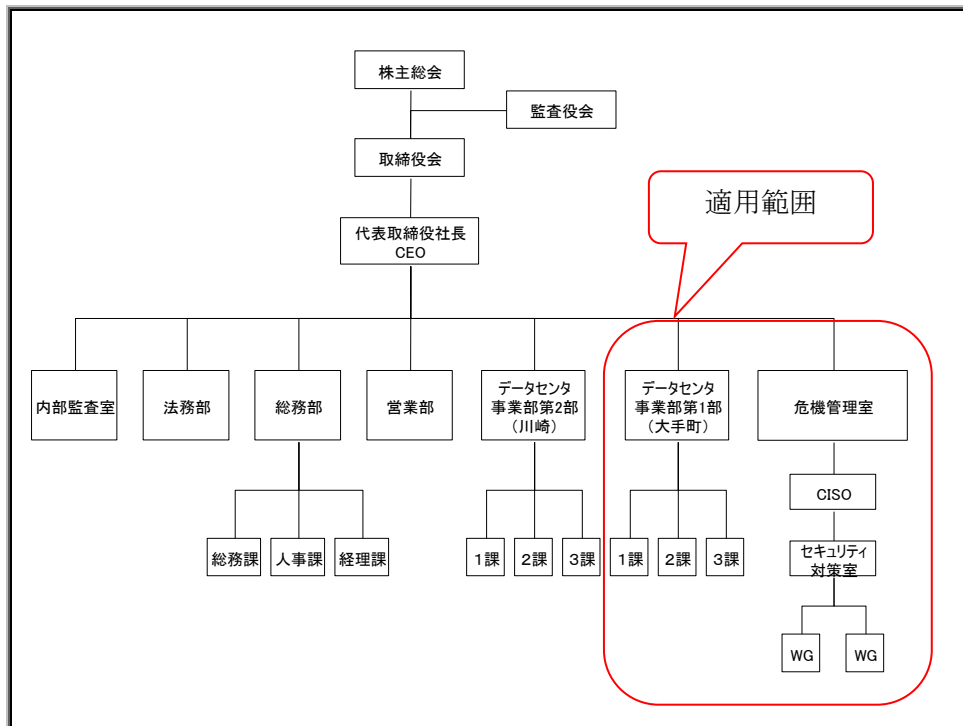 株主総会
監査役会
取締役会
適用範囲
代表取締役社長
CEO
内部監査室
法務部
総務部
営業部
データセンタ
事業部第2部
（川崎）
データセンタ
事業部第1部
（大手町）
危機管理室
CISO
セキュリティ
対策室
総務課
人事課
経理課
1課
2課
3課
1課
2課
3課
WG
WG